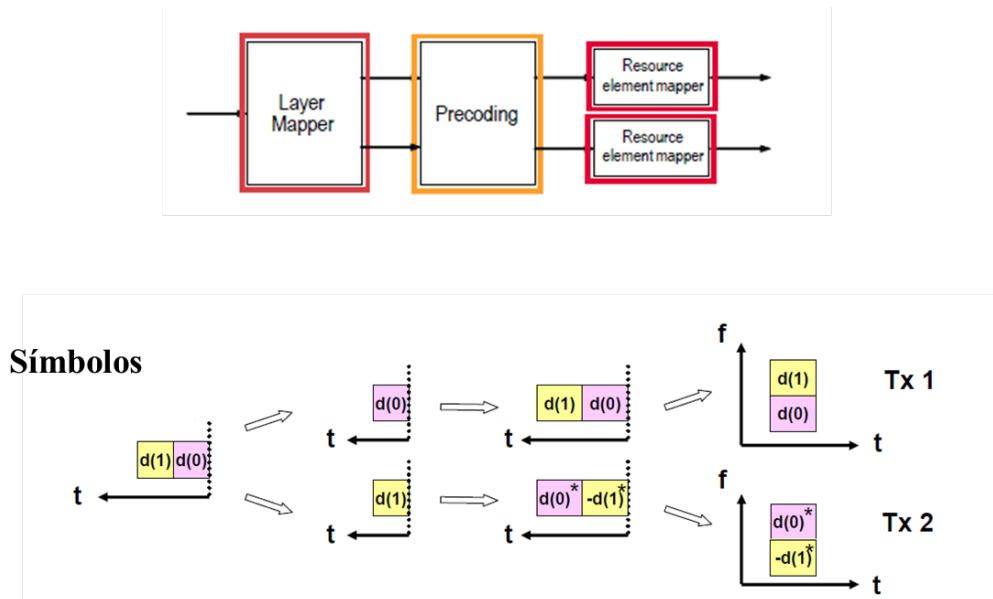 Layer
Mapper
Precoding
Resource
element mapper
Resource
element mapper
Símbolos
d(1) d(0)
t
d(0)
t
d(1) d(0)
t
f
d(1)
d(0)
t
Tx 1
d(1)
t
d(0)* -d(1)*
t
f
d(0)*
-d(1)*
t
Tx 2